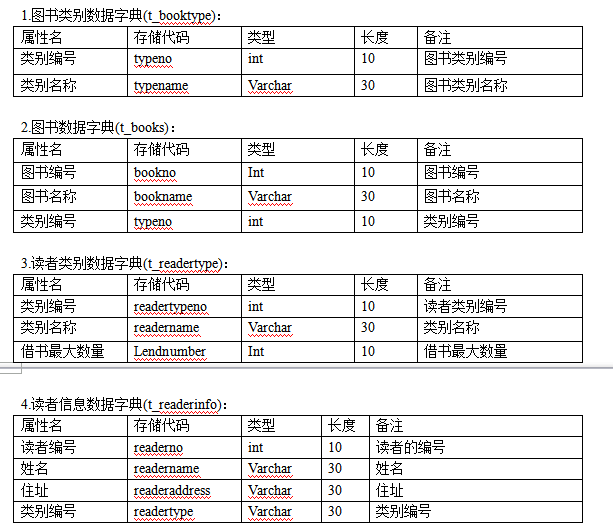 1.图书类别数据字典(t_booktype)：
属性名 存储代码 类型 长度 备注
类别编号 typeno int 10 图书类别编号
类别名称 typename Varchar 30 图书类别名称
2.图书数据字典(t_books)：
属性名 存储代码 类型 长度 备注
图书编号 bookno Int 10 图书编号
图书名称 bookname Varchar 30 图书名称
类别编号 typeno int 10 类别编号
3.读者类别数据字典(t_readertype)：
属性名 存储代码 类型 长度 备注
类别编号 readertypeno int 10 读者类别编号
类别名称 readername Varchar 30 类别名称
借书最大数量 Lendnumber Int 10 借书最大数量
4.读者信息数据字典(t_readerinfo)：
属性名 存储代码 类型 长度 备注
读者编号 readerno int 10 读者的编号
姓名 readername Varchar 30 姓名
住址 readeraddress Varchar 30 住址
类别编号 readertype Varchar 30 类别编号